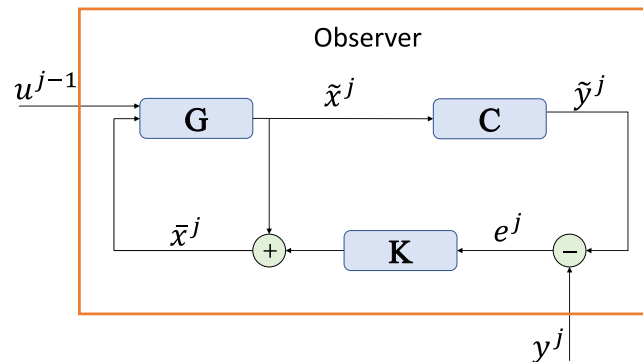 Observer
u^{j-1}
G
x̃^j
C
ỹ^j
x̄^j
+
K
e^j
−
y^j